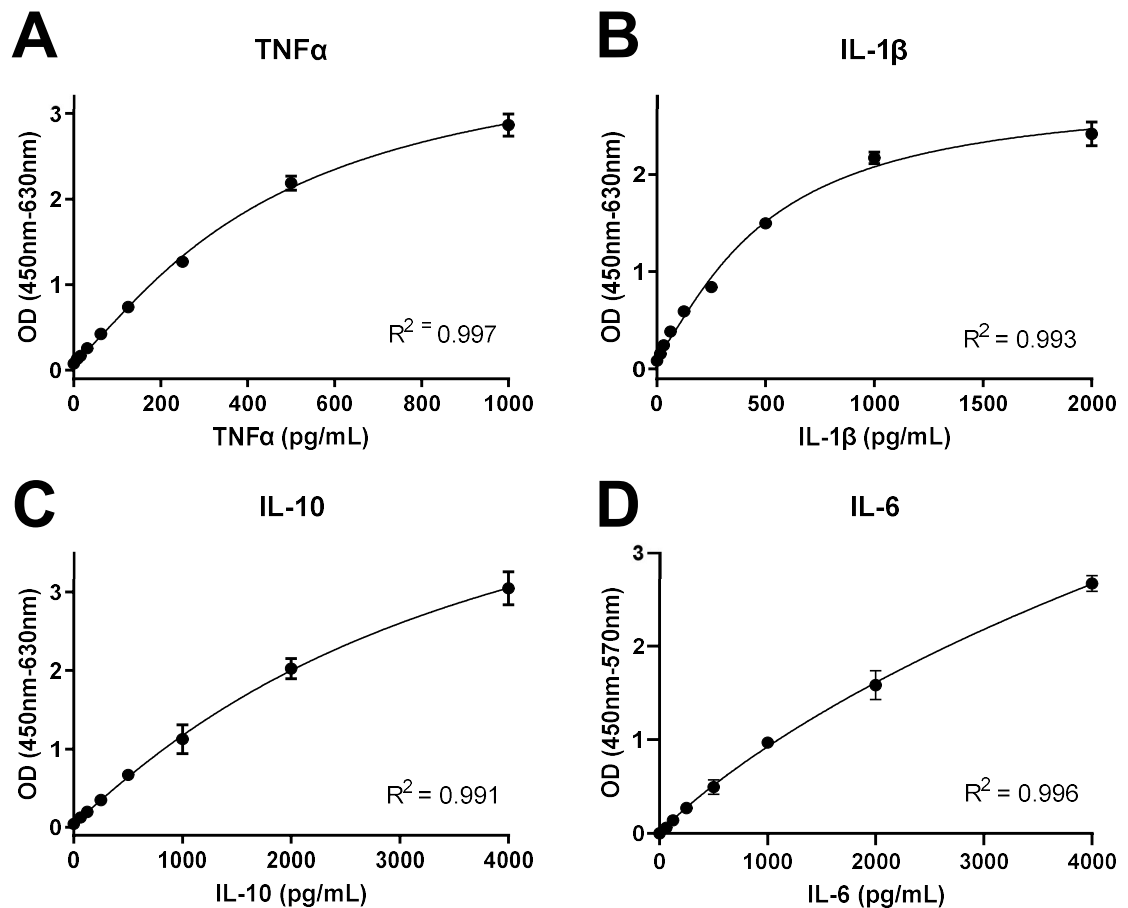 A
TNFα
OD (450nm-630nm)
3
2
1
0
R² = 0.997
0 200 400 600 800 1000
TNFα (pg/mL)
B
IL-1β
OD (450nm-630nm)
2
1
0
R² = 0.993
0 500 1000 1500 2000
IL-1β (pg/mL)
C
IL-10
OD (450nm-630nm)
3
2
1
0
R² = 0.991
0 1000 2000 3000 4000
IL-10 (pg/mL)
D
IL-6
OD (450nm-570nm)
3
2
1
0
R² = 0.996
0 1000 2000 3000 4000
IL-6 (pg/mL)